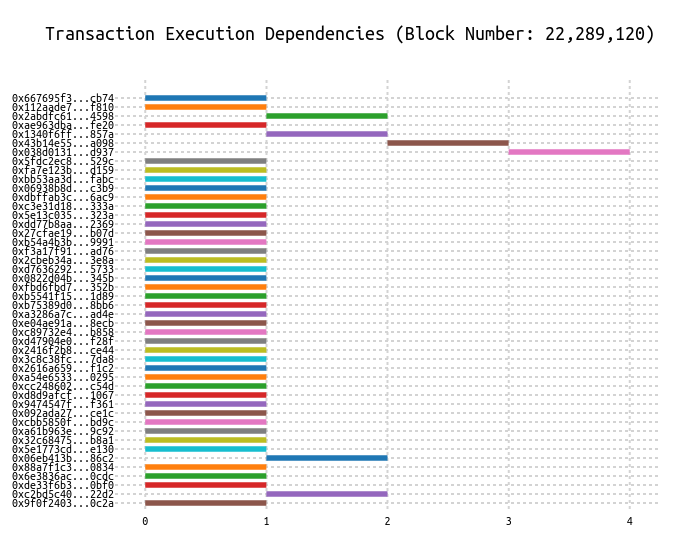 Transaction Execution Dependencies (Block Number: 22,289,120)
0x667695f3...cb74
0x112aade7...f810
0x2abdfc61...4598
0xae963dba...fe20
0x1340f6ff...857a
0x43b14e55...a098
0x038d0131...d937
0x5fdc2ec8...529c
0xfa7e123b...d159
0xbb53aa3d...fabc
0x06938b8d...c3b9
0xdbffab3c...6ac9
0xc3e31d18...333a
0x5e13c035...323a
0xdd77b8aa...2369
0x27cfae19...b07d
0xb54a4b3b...9991
0xf3a17f91...ad76
0x2cbeb34a...3e8a
0xd7636292...5733
0x0822d04b...345b
0xfbd6fbd7...352b
0xb5541f15...1d89
0xb75389d0...8bb6
0xa3286a7c...ad4e
0xe04ae91a...8ecb
0xc89732e4...b858
0xd47904e0...f28f
0x2416f2b8...ce44
0x3c8c38fc...7da8
0x2616a659...f1c2
0xa54e6533...0295
0xcc248602...c54d
0xd8d9afcf...1067
0x9474547f...f361
0x092ada27...ce1c
0xcbb5850f...bd9c
0xa61b963e...9c92
0x32c68475...b8a1
0x5e1773cd...e130
0x06eb413b...86c2
0x88a7f1c3...0834
0x6e3836ac...0cdc
0xde33f6b3...0bf0
0xc2bd5c40...22d2
0x9f0f2403...0c2a
0 1 2 3 4